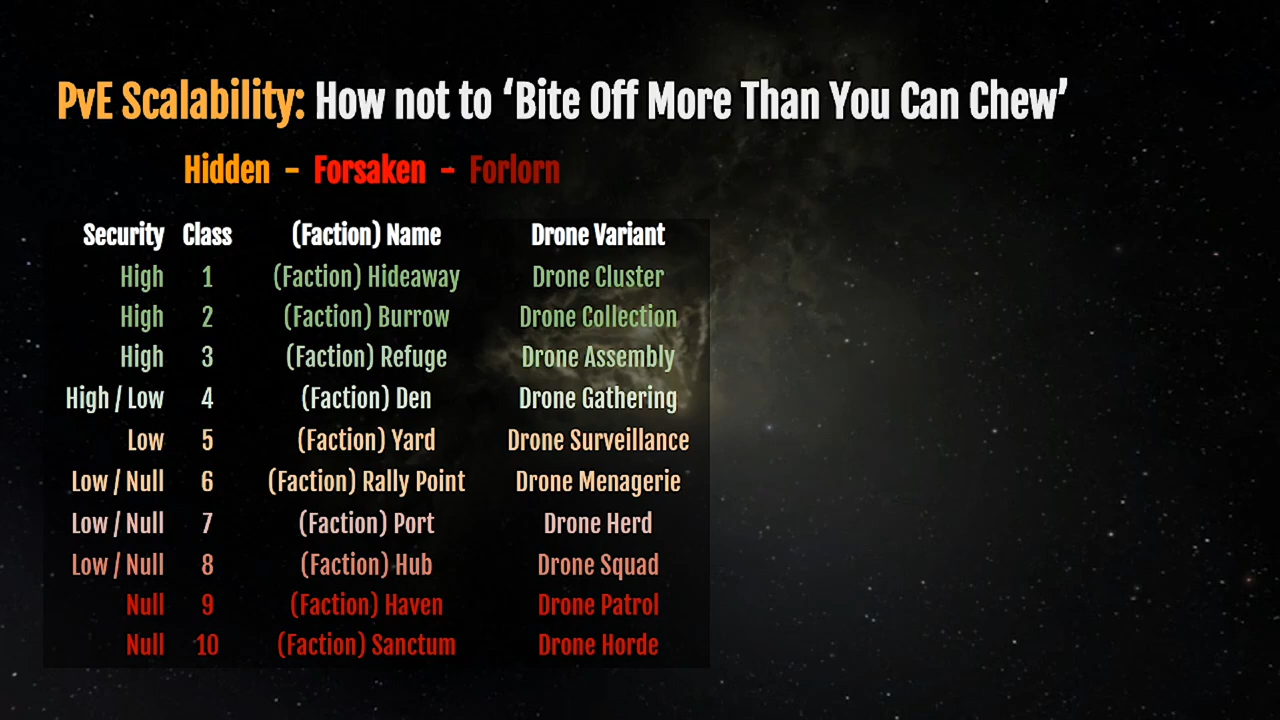 PvE Scalability: How not to ‘Bite Off More Than You Can Chew’
Hidden - Forsaken - Forlorn
Security Class (Faction) Name Drone Variant
High 1 (Faction) Hideaway Drone Cluster
High 2 (Faction) Burrow Drone Collection
High 3 (Faction) Refuge Drone Assembly
High / Low 4 (Faction) Den Drone Gathering
Low 5 (Faction) Yard Drone Surveillance
Low / Null 6 (Faction) Rally Point Drone Menagerie
Low / Null 7 (Faction) Port Drone Herd
Low / Null 8 (Faction) Hub Drone Squad
Null 9 (Faction) Haven Drone Patrol
Null 10 (Faction) Sanctum Drone Horde